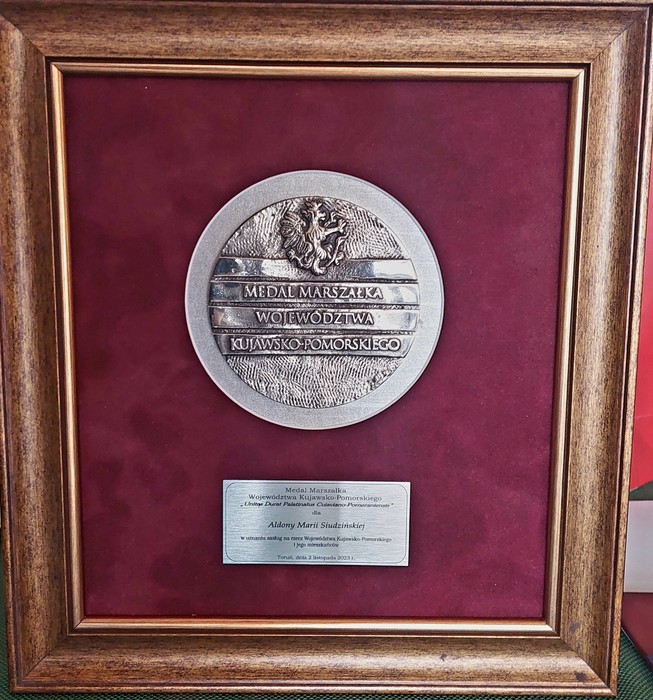 MEDAL MARSZAŁKA
WOJEWÓDZTWA
KUJAWSKO-POMORSKIEGO
Medal Marszałka
Województwa Kujawsko-Pomorskiego
„Unitas Durat Palatinatus Cuiaviano-Pomeraniensis”
dla
Aldony Marii Siudzińskiej
w uznaniu zasług na rzecz Województwa Kujawsko-Pomorskiego
i jego mieszkańców
Toruń, dnia 2 listopada 2023 r.